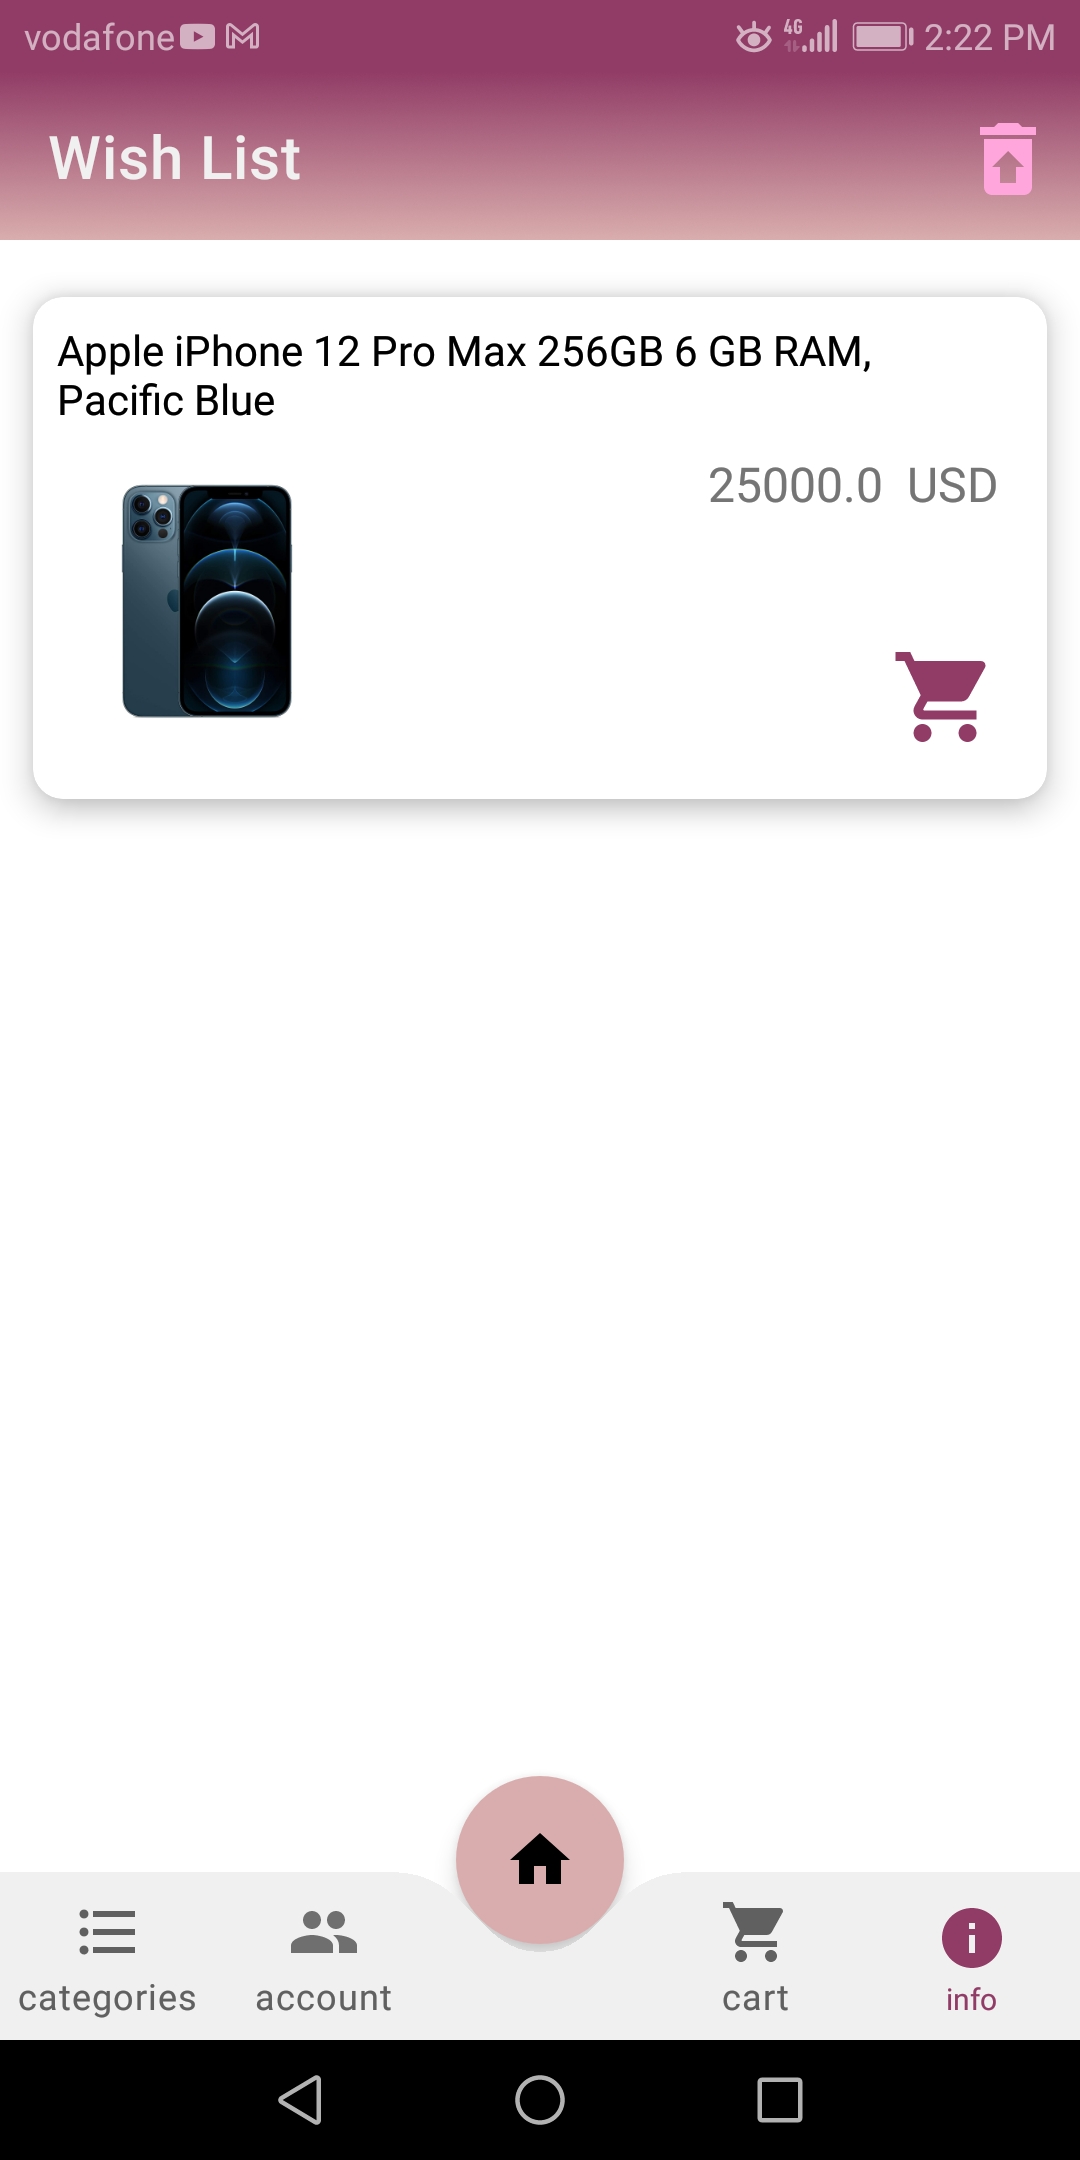 vodafone 4G 2:22 PM
Wish List
Apple iPhone 12 Pro Max 256GB 6 GB RAM,
Pacific Blue
25000.0 USD
categories account cart info